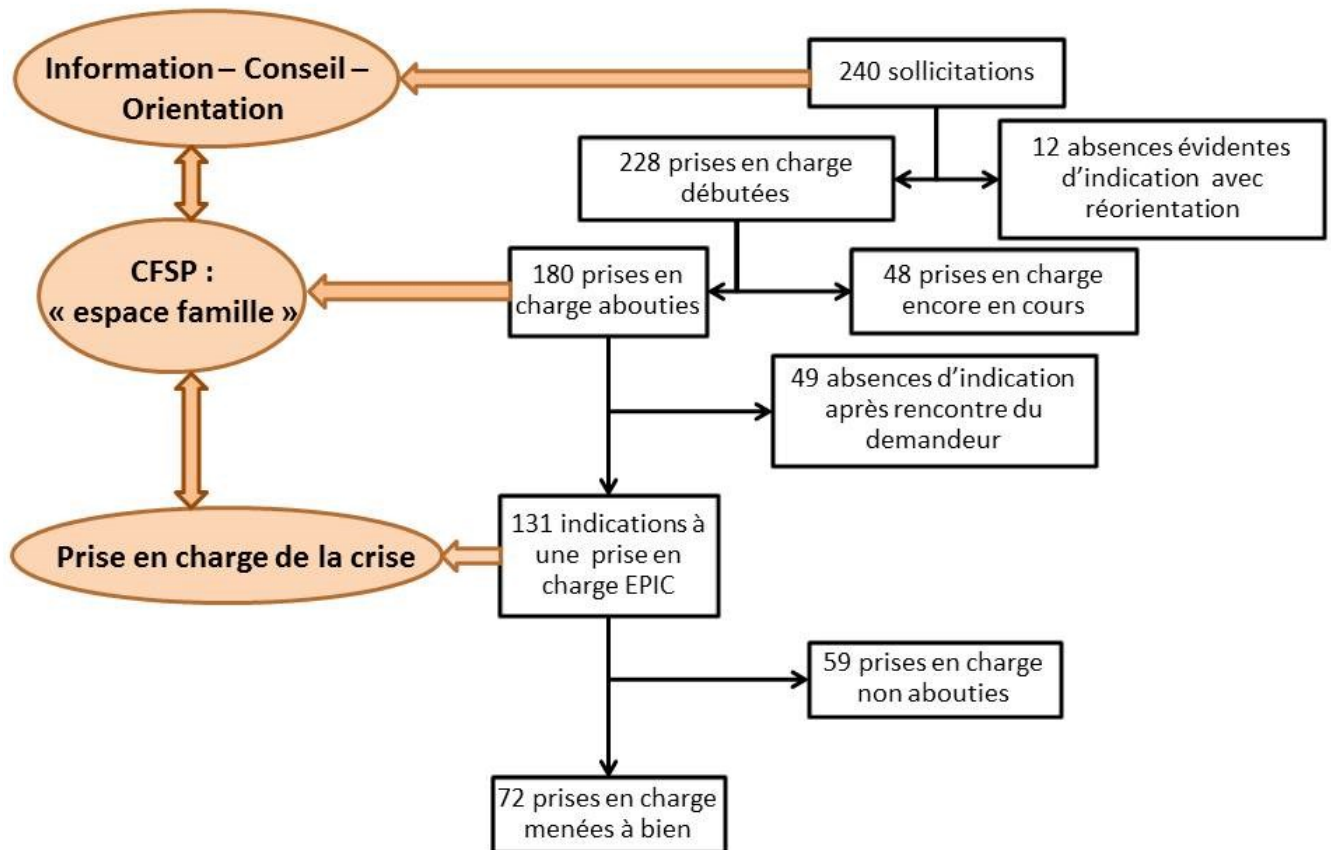 Information – Conseil –
Orientation
240 sollicitations
228 prises en charge
débutées
12 absences évidentes
d'indication avec
réorientation
CFSP :
« espace famille »
180 prises en
charge abouties
48 prises en charge
encore en cours
49 absences d'indication
après rencontre du
demandeur
Prise en charge de la crise
131 indications à
une prise en
charge EPIC
59 prises en charge
non abouties
72 prises en charge
menées à bien